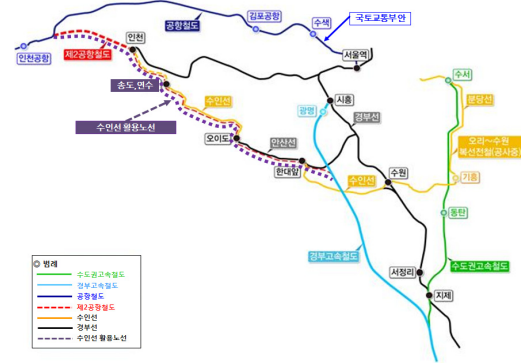 국토교통부 안
김포공항
수색
공항철도
인천
제2공항철도
인천공항
서울역
수서
송도,연수
분당선
시흥
수인선
광명
수인선 활용노선
경부선
오이도
안산선
오리~수원
복선전철(공사중)
한대앞
수인선
수원
기흥
동탄
경부고속철도
서정리
수도권고속철도
지제
범례
수도권고속철도
경부고속철도
공항철도
제2공항철도
수인선
경부선
수인선 활용노선